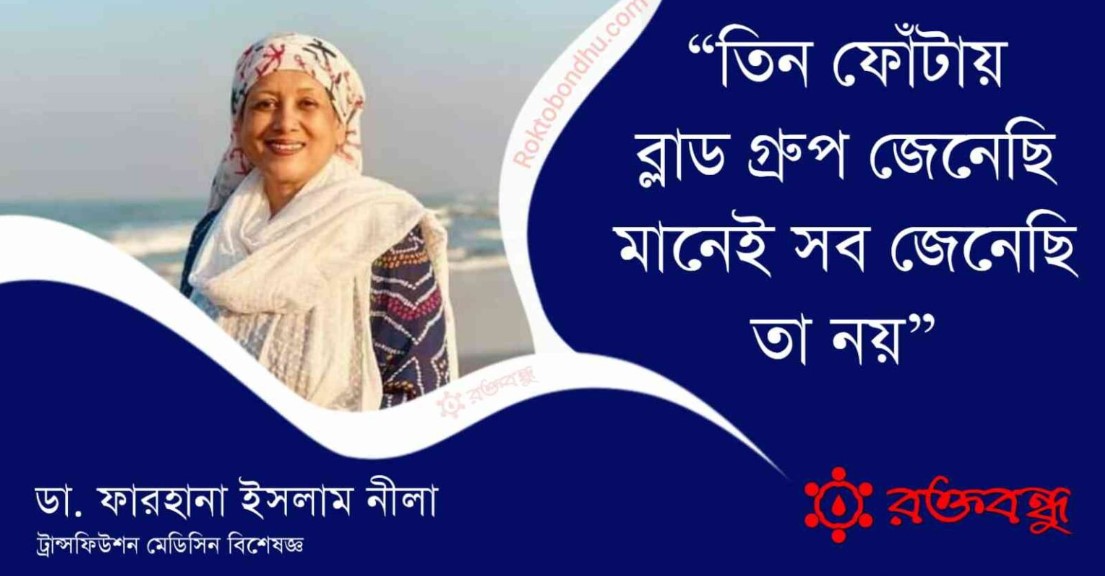 “তিন ফোঁটায়
ব্লাড গ্রুপ জেনেছি
মানেই সব জেনেছি
তা নয়”
Roktobondhu.com
রক্তবন্ধু
ডা. ফারহানা ইসলাম নীলা
ট্রান্সফিউশন মেডিসিন বিশেষজ্ঞ
রক্তবন্ধু